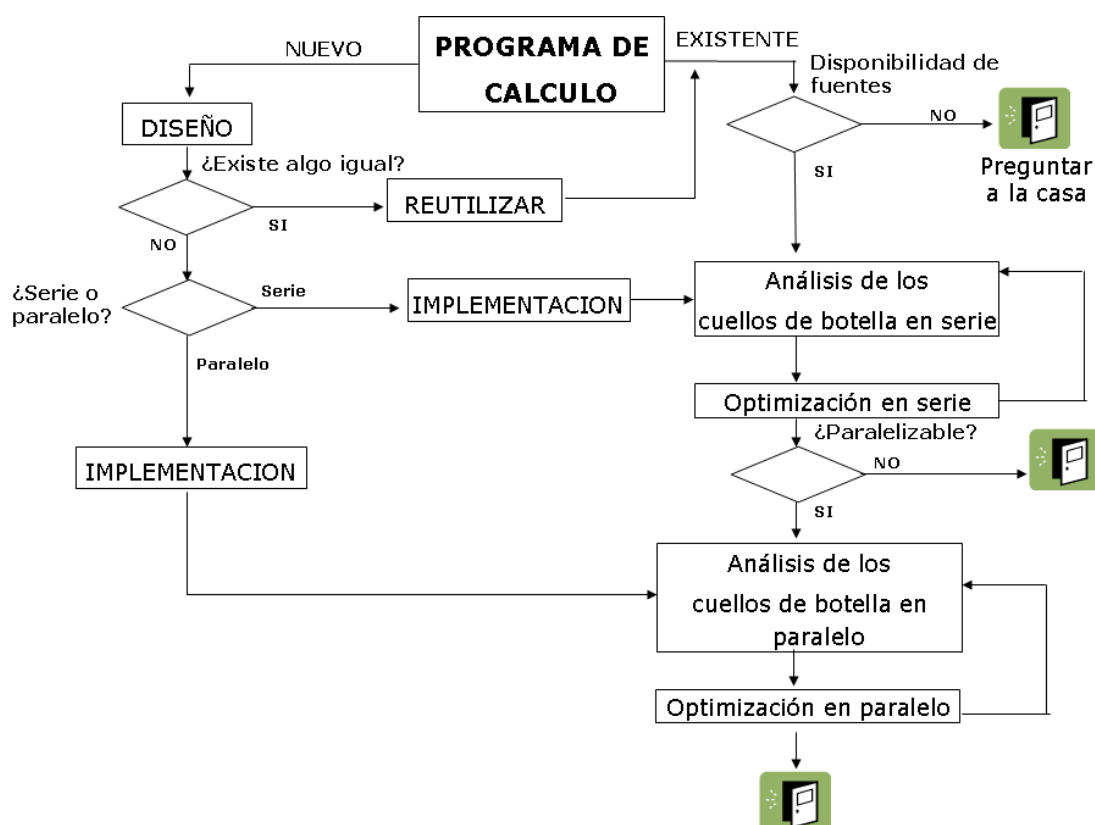 NUEVO
PROGRAMA DE
CALCULO
EXISTENTE
Disponibilidad de
fuentes
DISEÑO
NO
Preguntar
a la casa
¿Existe algo igual?
SI
REUTILIZAR
SI
NO
¿Serie o
paralelo?
Serie
IMPLEMENTACION
Análisis de los
cuellos de botella en serie
Paralelo
Optimización en serie
¿Paralelizable?
IMPLEMENTACION
NO
SI
Análisis de los
cuellos de botella en
paralelo
Optimización en paralelo